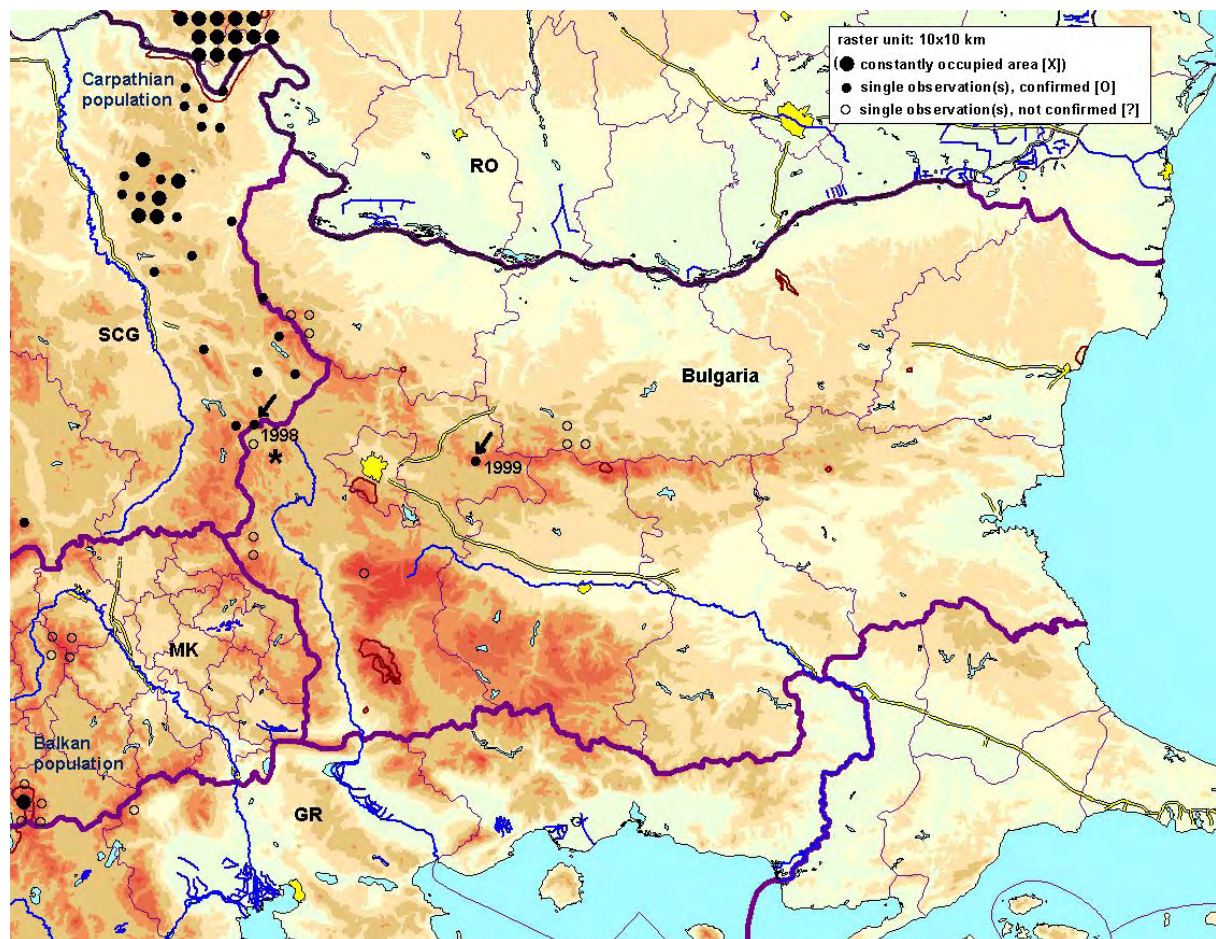 raster unit: 10x10 km
constantly occupied area [X])
single observation(s), confirmed [O]
single observation(s), not confirmed [?]
Carpathian
population
RO
SCG
Bulgaria
1998
*
1999
MK
Balkan
population
GR